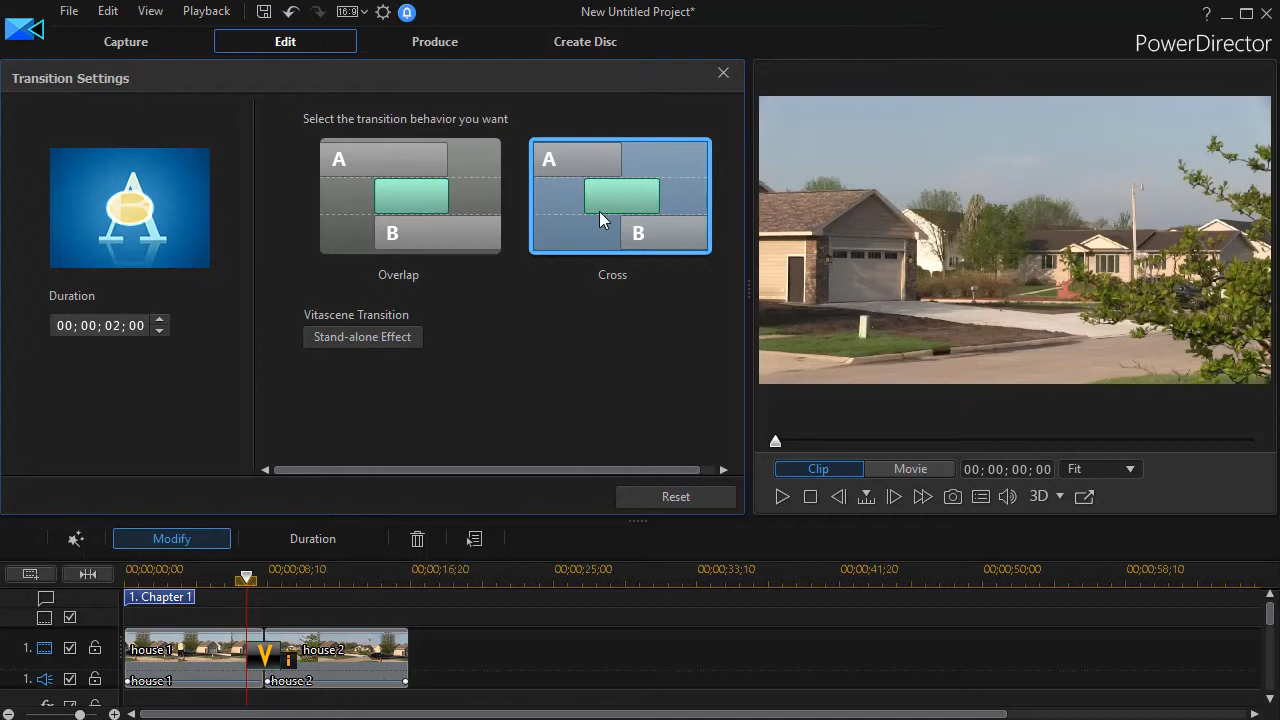 File Edit View Playback 16:9 New Untitled Project* ?
Capture Edit Produce Create Disc PowerDirector
Transition Settings
Select the transition behavior you want
A A
B B
Overlap Cross
A
Duration
00; 00; 02; 00
Vitascene Transition
Stand-alone Effect
Reset
Clip Movie 00; 00; 00; 00 Fit
3D
Modify Duration
00;00;00;00 00;00;08;10 00;00;16;20 00;00;25;00 00;00;33;10 00;00;41;20 00;00;50;00 00;00;58;10
1. Chapter 1
1. house 1 V i house 2
1. house 1 house 2